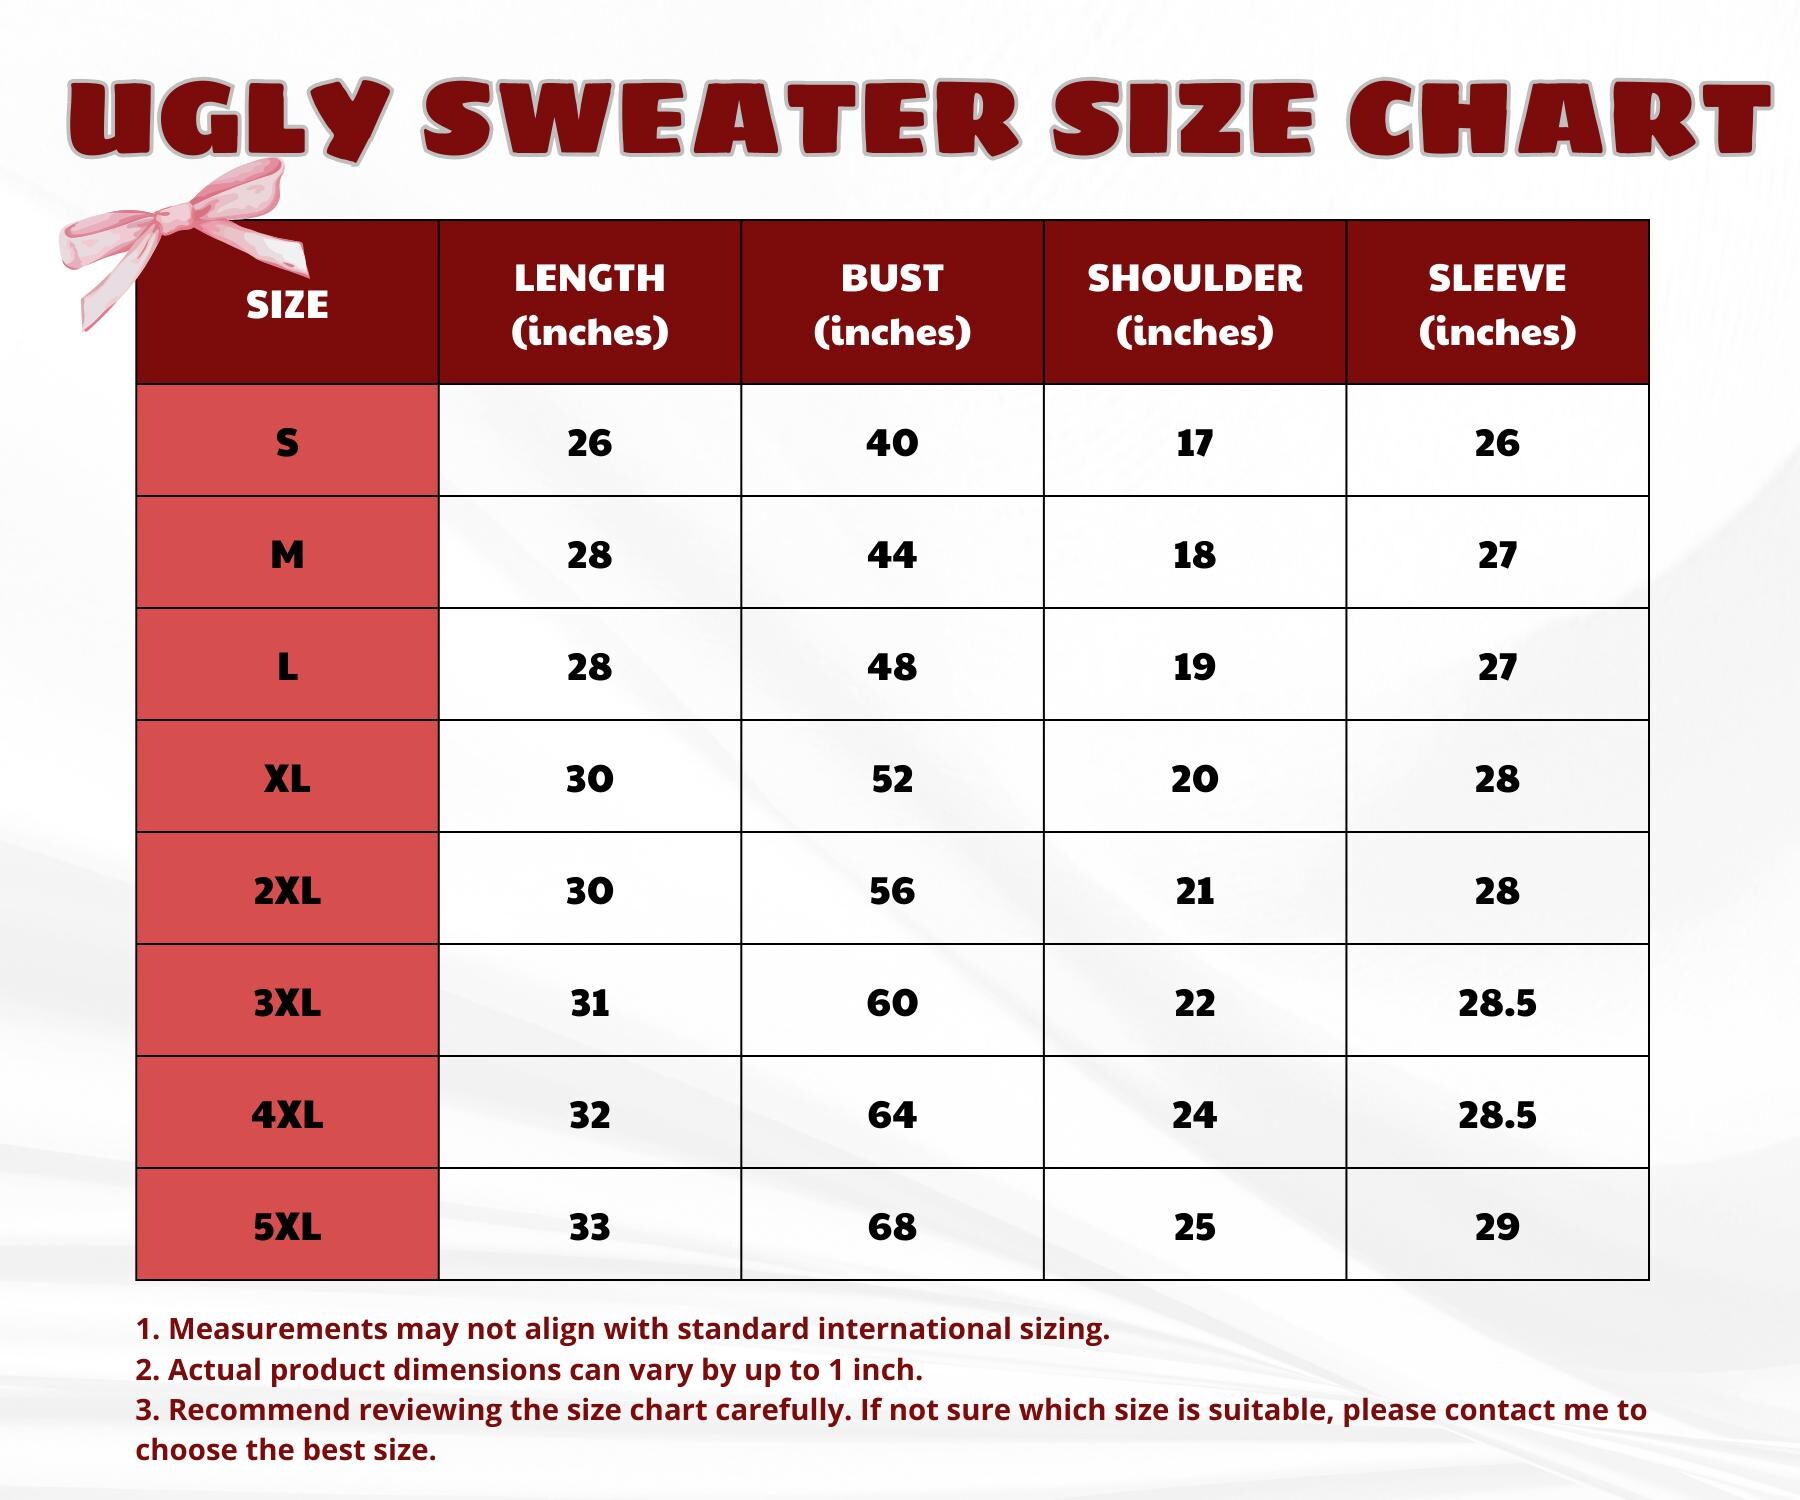 UGLY SWEATER SIZE CHART
SIZE LENGTH (inches) BUST (inches) SHOULDER (inches) SLEEVE (inches)
S 26 40 17 26
M 28 44 18 27
L 28 48 19 27
XL 30 52 20 28
2XL 30 56 21 28
3XL 31 60 22 28.5
4XL 32 64 24 28.5
5XL 33 68 25 29
1. Measurements may not align with standard international sizing.
2. Actual product dimensions can vary by up to 1 inch.
3. Recommend reviewing the size chart carefully. If not sure which size is suitable, please contact me to
choose the best size.